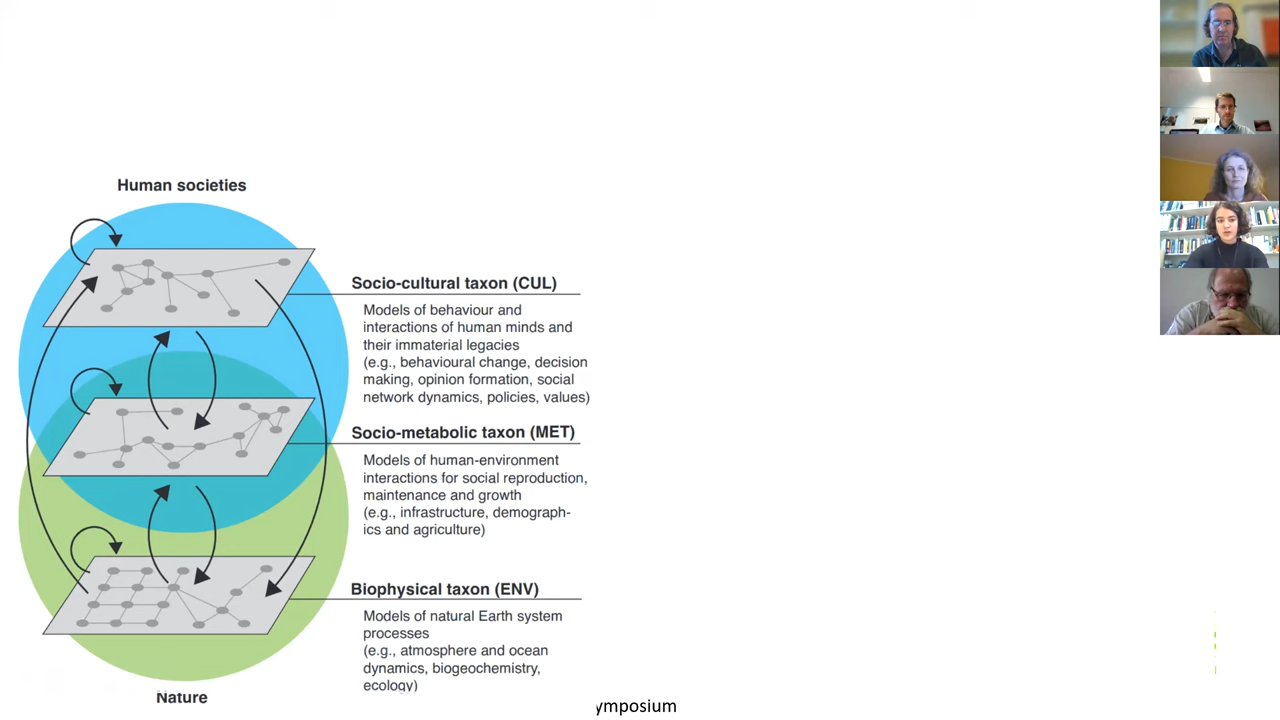 Human societies
Socio-cultural taxon (CUL)
Models of behaviour and
interactions of human minds and
their immaterial legacies
(e.g., behavioural change, decision
making, opinion formation, social
network dynamics, policies, values)
Socio-metabolic taxon (MET)
Models of human-environment
interactions for social reproduction,
maintenance and growth
(e.g., infrastructure, demograph-
ics and agriculture)
Biophysical taxon (ENV)
Models of natural Earth system
processes
(e.g., atmosphere and ocean
dynamics, biogeochemistry,
ecology)
Nature
ymposium